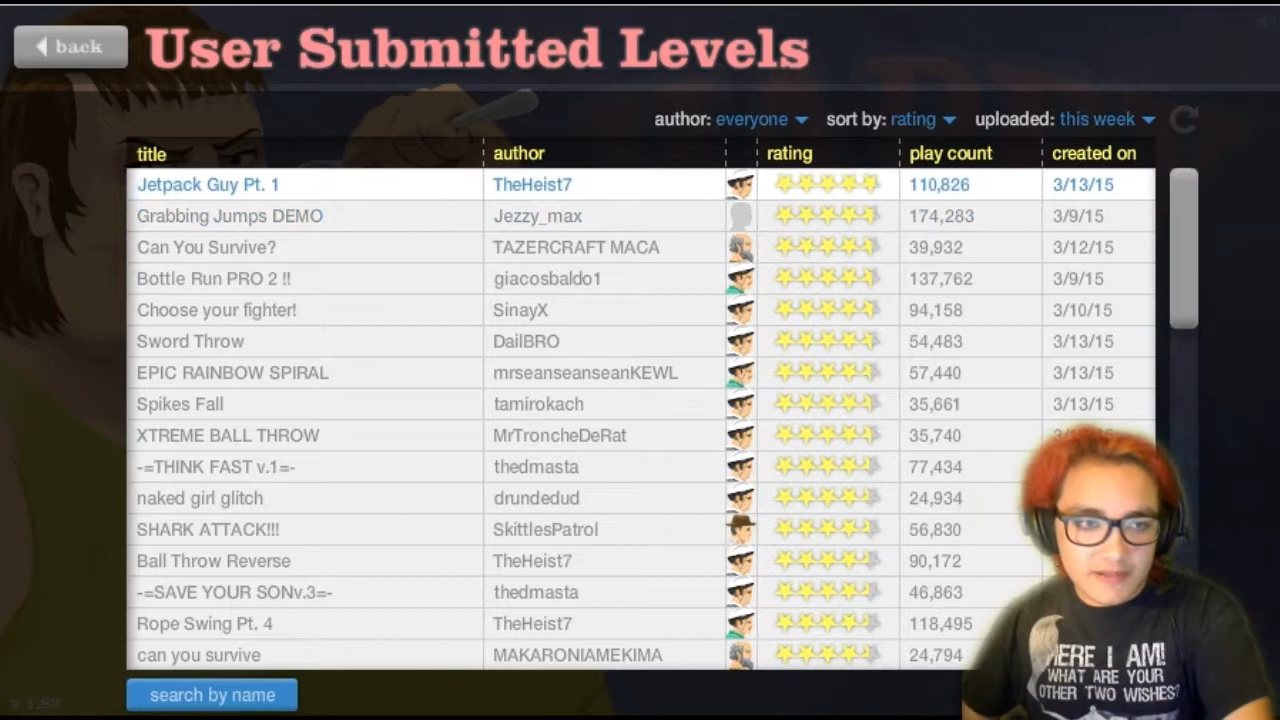 back
User Submitted Levels
author: everyone sort by: rating uploaded: this week
title author rating play count created on
Jetpack Guy Pt. 1 TheHeist7 110,826 3/13/15
Grabbing Jumps DEMO Jezzy_max 174,283 3/9/15
Can You Survive? TAZERCRAFT MACA 39,932 3/12/15
Bottle Run PRO 2 !! giacosbaldo1 137,762 3/9/15
Choose your fighter! SinayX 94,158 3/10/15
Sword Throw DailBRO 54,483 3/13/15
EPIC RAINBOW SPIRAL mrseanseanseanKEWL 57,440 3/13/15
Spikes Fall tamirokach 35,661 3/13/15
XTREME BALL THROW MrTroncheDeRat 35,740
-=THINK FAST v.1=- thedmasta 77,434
naked girl glitch drundedud 24,934
SHARK ATTACK!!! SkittlesPatrol 56,830
Ball Throw Reverse TheHeist7 90,172
-=SAVE YOUR SONv.3=- thedmasta 46,863
Rope Swing Pt. 4 TheHeist7 118,495
can you survive MAKARONIAMEKIMA 24,794
search by name
HERE I AM!
WHAT ARE YOUR
OTHER TWO WISHES?